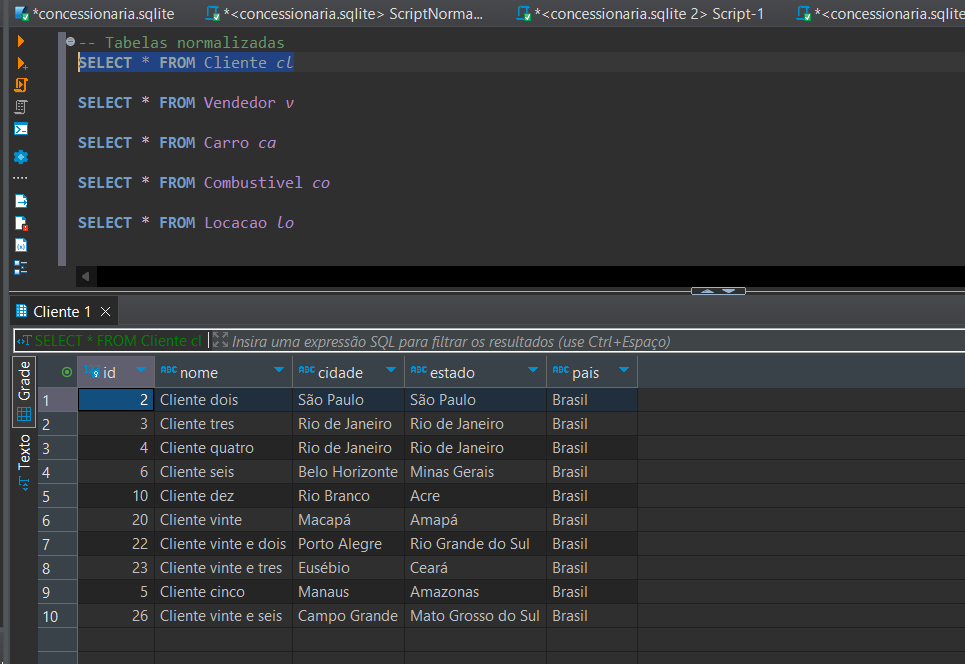 *concessionaria.sqlite *<concessionaria.sqlite> ScriptNorma... *<concessionaria.sqlite 2> Script-1 *<concessionaria.sqlite
-- Tabelas normalizadas
SELECT * FROM Cliente cl
SELECT * FROM Vendedor v
SELECT * FROM Carro ca
SELECT * FROM Combustivel co
SELECT * FROM Locacao lo
Cliente 1
SELECT * FROM Cliente cl Insira uma expressão SQL para filtrar os resultados (use Ctrl+Espaço)
Grade
Texto
id ABC nome ABC cidade ABC estado ABC pais
1 2 Cliente dois São Paulo São Paulo Brasil
2 3 Cliente tres Rio de Janeiro Rio de Janeiro Brasil
3 4 Cliente quatro Rio de Janeiro Rio de Janeiro Brasil
4 6 Cliente seis Belo Horizonte Minas Gerais Brasil
5 10 Cliente dez Rio Branco Acre Brasil
6 20 Cliente vinte Macapá Amapá Brasil
7 22 Cliente vinte e dois Porto Alegre Rio Grande do Sul Brasil
8 23 Cliente vinte e tres Eusébio Ceará Brasil
9 5 Cliente cinco Manaus Amazonas Brasil
10 26 Cliente vinte e seis Campo Grande Mato Grosso do Sul Brasil